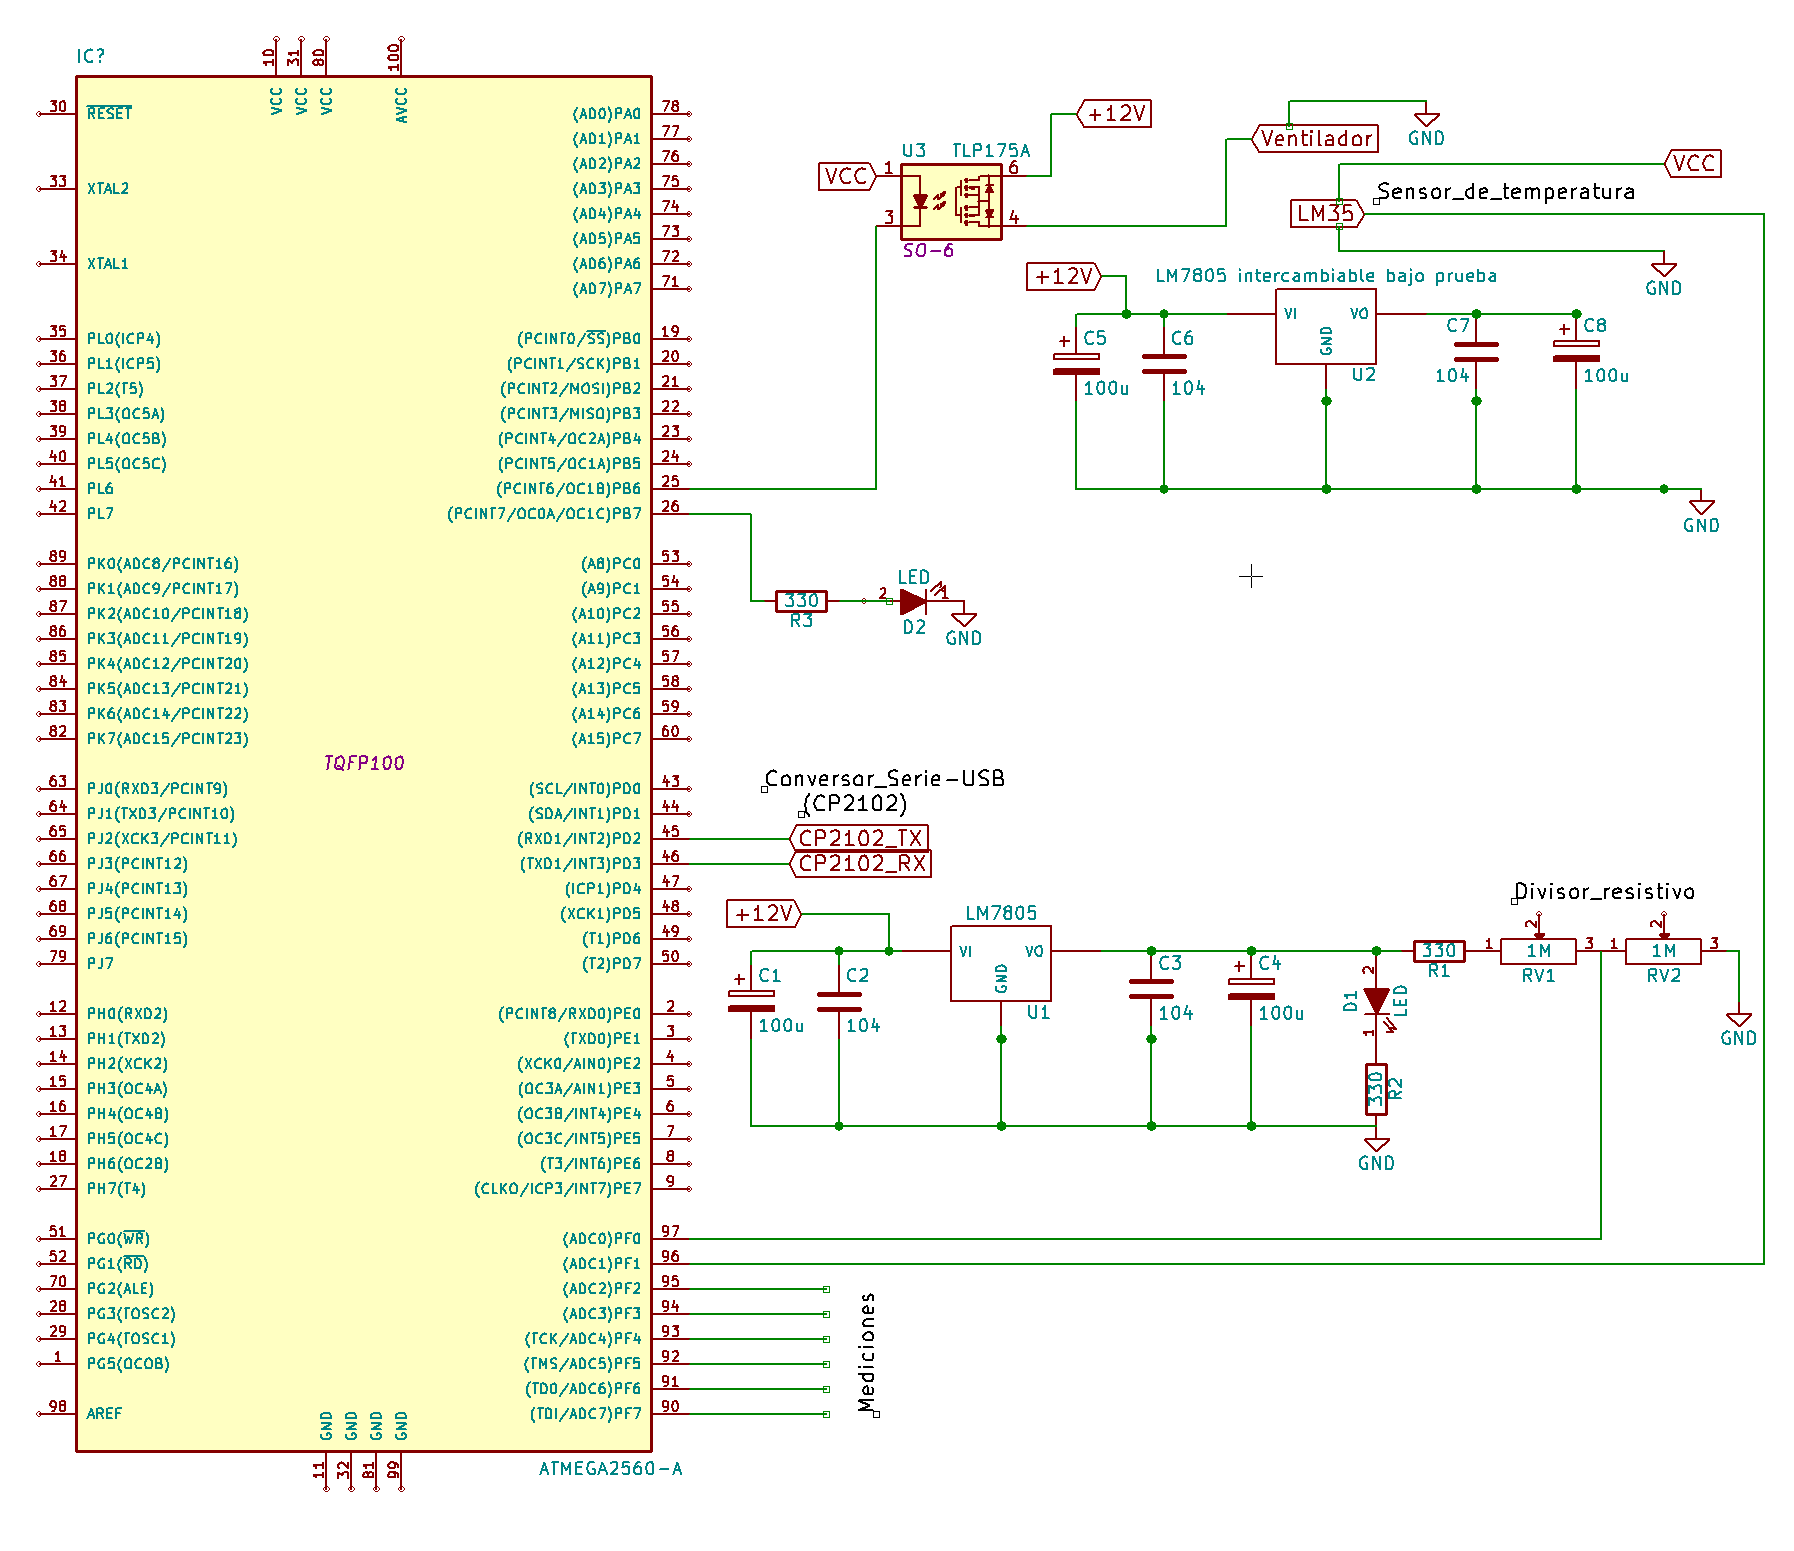 IC?
10
31
80
100
VCC
VCC
VCC
AVCC
30 RESET
33 XTAL2
34 XTAL1
35 PL0(ICP4)
36 PL1(ICP5)
37 PL2(T5)
38 PL3(OC5A)
39 PL4(OC5B)
40 PL5(OC5C)
41 PL6
42 PL7
89 PK0(ADC8/PCINT16)
88 PK1(ADC9/PCINT17)
87 PK2(ADC10/PCINT18)
86 PK3(ADC11/PCINT19)
85 PK4(ADC12/PCINT20)
84 PK5(ADC13/PCINT21)
83 PK6(ADC14/PCINT22)
82 PK7(ADC15/PCINT23)
TQFP100
63 PJ0(RXD3/PCINT9)
64 PJ1(TXD3/PCINT10)
65 PJ2(XCK3/PCINT11)
66 PJ3(PCINT12)
67 PJ4(PCINT13)
68 PJ5(PCINT14)
69 PJ6(PCINT15)
79 PJ7
12 PH0(RXD2)
13 PH1(TXD2)
14 PH2(XCK2)
15 PH3(OC4A)
16 PH4(OC4B)
17 PH5(OC4C)
18 PH6(OC2B)
27 PH7(T4)
51 PG0(WR)
52 PG1(RD)
70 PG2(ALE)
28 PG3(TOSC2)
29 PG4(TOSC1)
1 PG5(OC0B)
98 AREF
(AD0)PA0 78
(AD1)PA1 77
(AD2)PA2 76
(AD3)PA3 75
(AD4)PA4 74
(AD5)PA5 73
(AD6)PA6 72
(AD7)PA7 71
(PCINT0/SS)PB0 19
(PCINT1/SCK)PB1 20
(PCINT2/MOSI)PB2 21
(PCINT3/MISO)PB3 22
(PCINT4/OC2A)PB4 23
(PCINT5/OC1A)PB5 24
(PCINT6/OC1B)PB6 25
(PCINT7/OC0A/OC1C)PB7 26
(A8)PC0 53
(A9)PC1 54
(A10)PC2 55
(A11)PC3 56
(A12)PC4 57
(A13)PC5 58
(A14)PC6 59
(A15)PC7 60
(SCL/INT0)PD0 43
(SDA/INT1)PD1 44
(RXD1/INT2)PD2 45
(TXD1/INT3)PD3 46
(ICP1)PD4 47
(XCK1)PD5 48
(T1)PD6 49
(T2)PD7 50
(PCINT8/RXD0)PE0 2
(TXD0)PE1 3
(XCK0/AIN0)PE2 4
(OC3A/AIN1)PE3 5
(OC3B/INT4)PE4 6
(OC3C/INT5)PE5 7
(T3/INT6)PE6 8
(CLKO/ICP3/INT7)PE7 9
(ADC0)PF0 97
(ADC1)PF1 96
(ADC2)PF2 95
(ADC3)PF3 94
(TCK/ADC4)PF4 93
(TMS/ADC5)PF5 92
(TDO/ADC6)PF6 91
(TDI/ADC7)PF7 90
GND
GND
GND
GND
11
32
81
99
ATMEGA2560-A
U3 TLP175A
VCC
1
3
6
4
SO-6
+12V
Ventilador
GND
VCC
Sensor_de_temperatura
LM35
GND
+12V
LM7805 intercambiable bajo prueba
VI VO
GND
U2
+ C5
100u
C6
104
C7
104
+ C8
100u
GND
330
R3
LED
2 1
D2
GND
Conversor_Serie-USB
(CP2102)
CP2102_TX
CP2102_RX
+12V
LM7805
VI VO
GND
U1
+ C1
100u
C2
104
C3
104
+ C4
100u
2
D1
LED
1
330
R2
GND
330
R1
Divisor_resistivo
2
1 1M 3
RV1
2
1 1M 3
RV2
GND
Mediciones